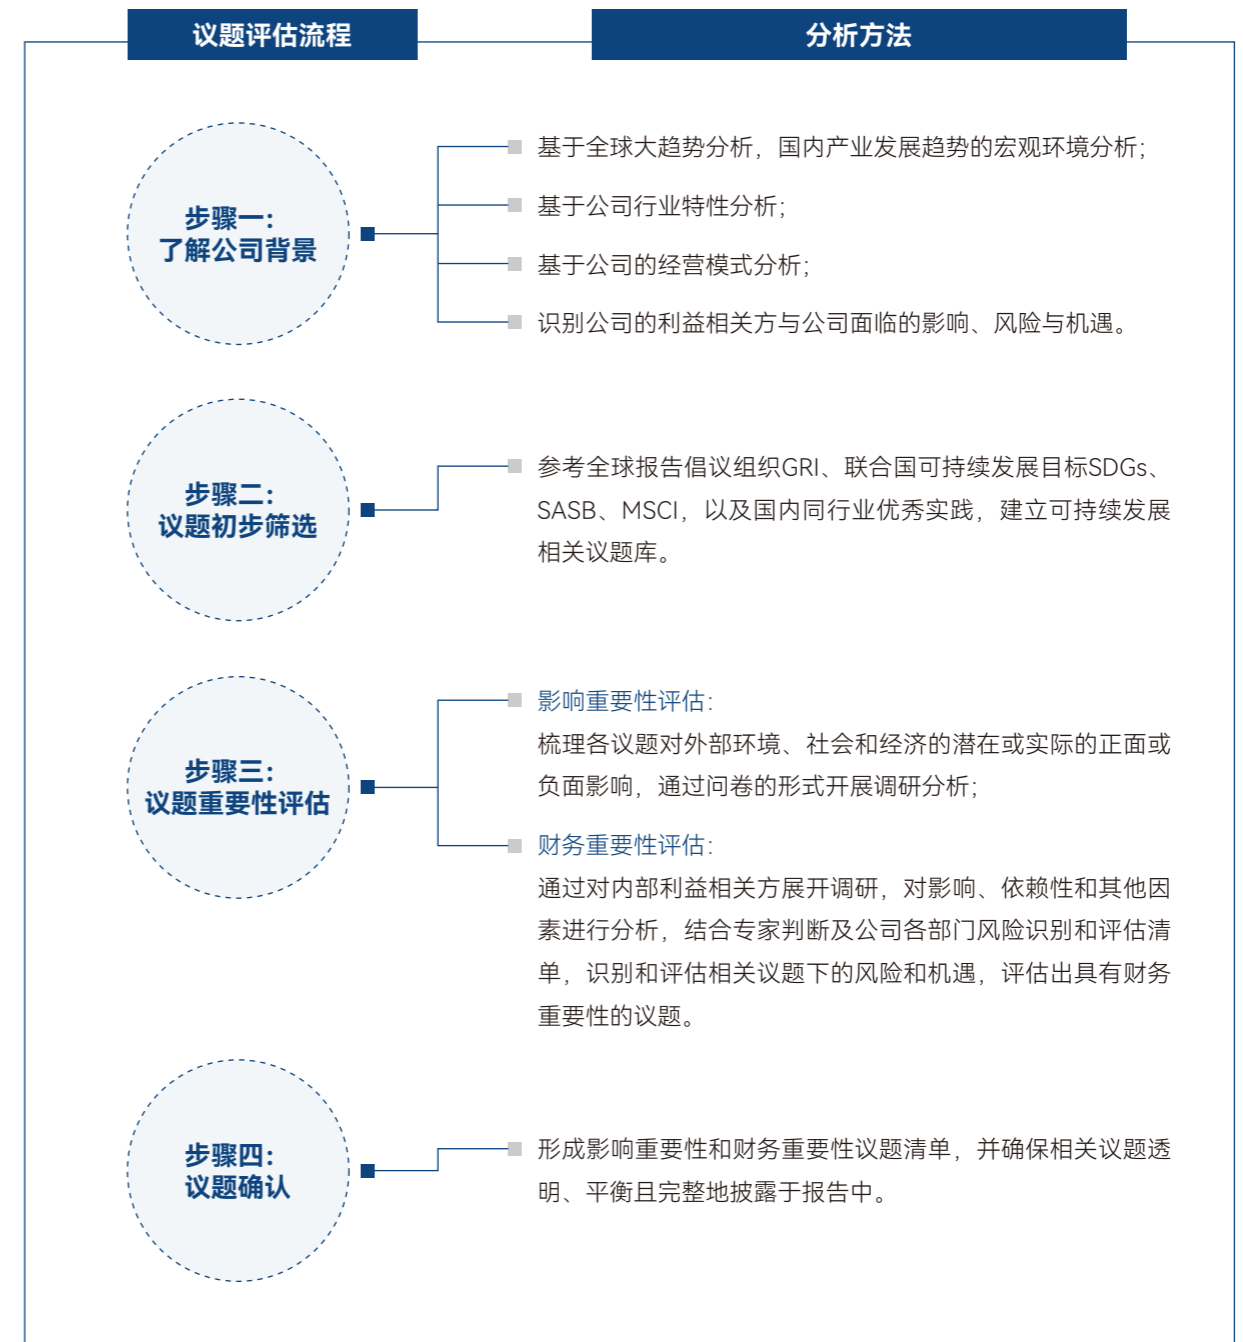 议题评估流程
分析方法
步骤一：
了解公司背景
基于全球大趋势分析，国内产业发展趋势的宏观环境分析；
基于公司行业特性分析；
基于公司的经营模式分析；
识别公司的利益相关方与公司面临的影响、风险与机遇。
步骤二：
议题初步筛选
参考全球报告倡议组织GRI、联合国可持续发展目标SDGs、
SASB、MSCI，以及国内同行业优秀实践，建立可持续发展
相关议题库。
步骤三：
议题重要性评估
影响重要性评估：
梳理各议题对外部环境、社会和经济的潜在或实际的正面或
负面影响，通过问卷的形式开展调研分析；
财务重要性评估：
通过对内部利益相关方展开调研，对影响、依赖性和其他因
素进行分析，结合专家判断及公司各部门风险识别和评估清
单，识别和评估相关议题下的风险和机遇，评估出具有财务
重要性的议题。
步骤四：
议题确认
形成影响重要性和财务重要性议题清单，并确保相关议题透
明、平衡且完整地披露于报告中。